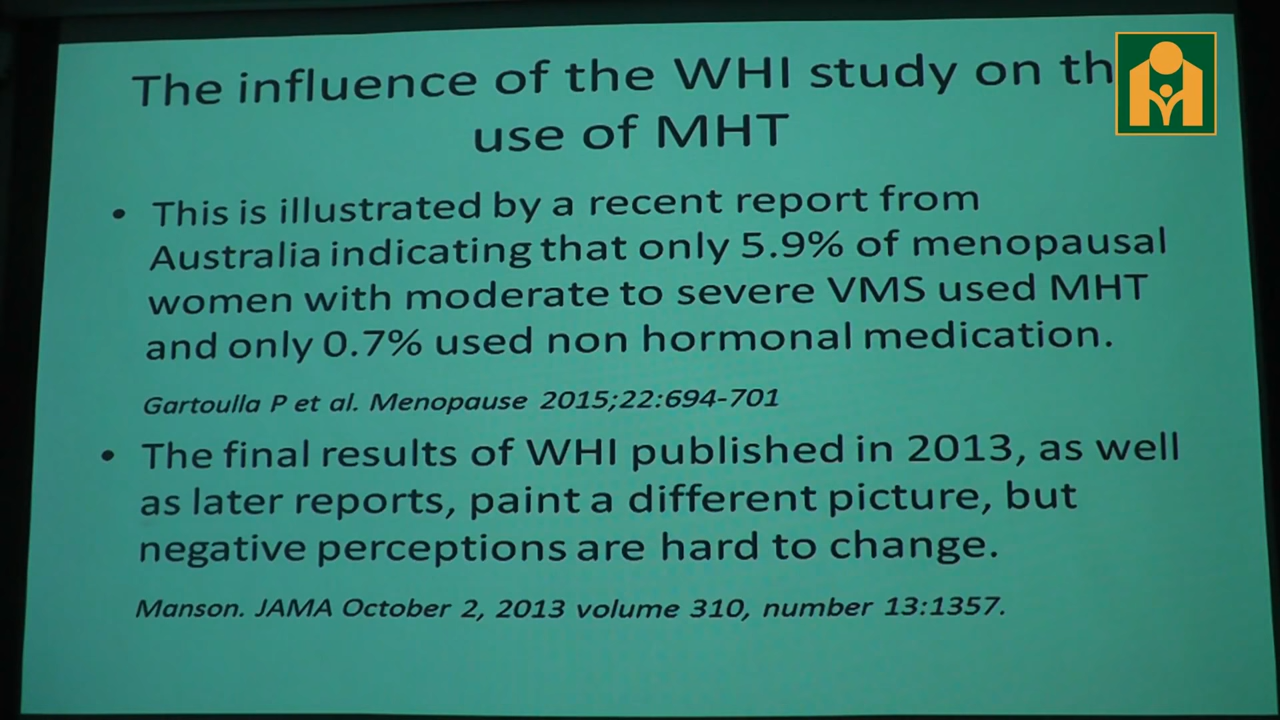 The influence of the WHI study on th
use of MHT
• This is illustrated by a recent report from
Australia indicating that only 5.9% of menopausal
women with moderate to severe VMS used MHT
and only 0.7% used non hormonal medication.
Gartoulla P et al. Menopause 2015;22:694-701
• The final results of WHI published in 2013, as well
as later reports, paint a different picture, but
negative perceptions are hard to change.
Manson. JAMA October 2, 2013 volume 310, number 13:1357.